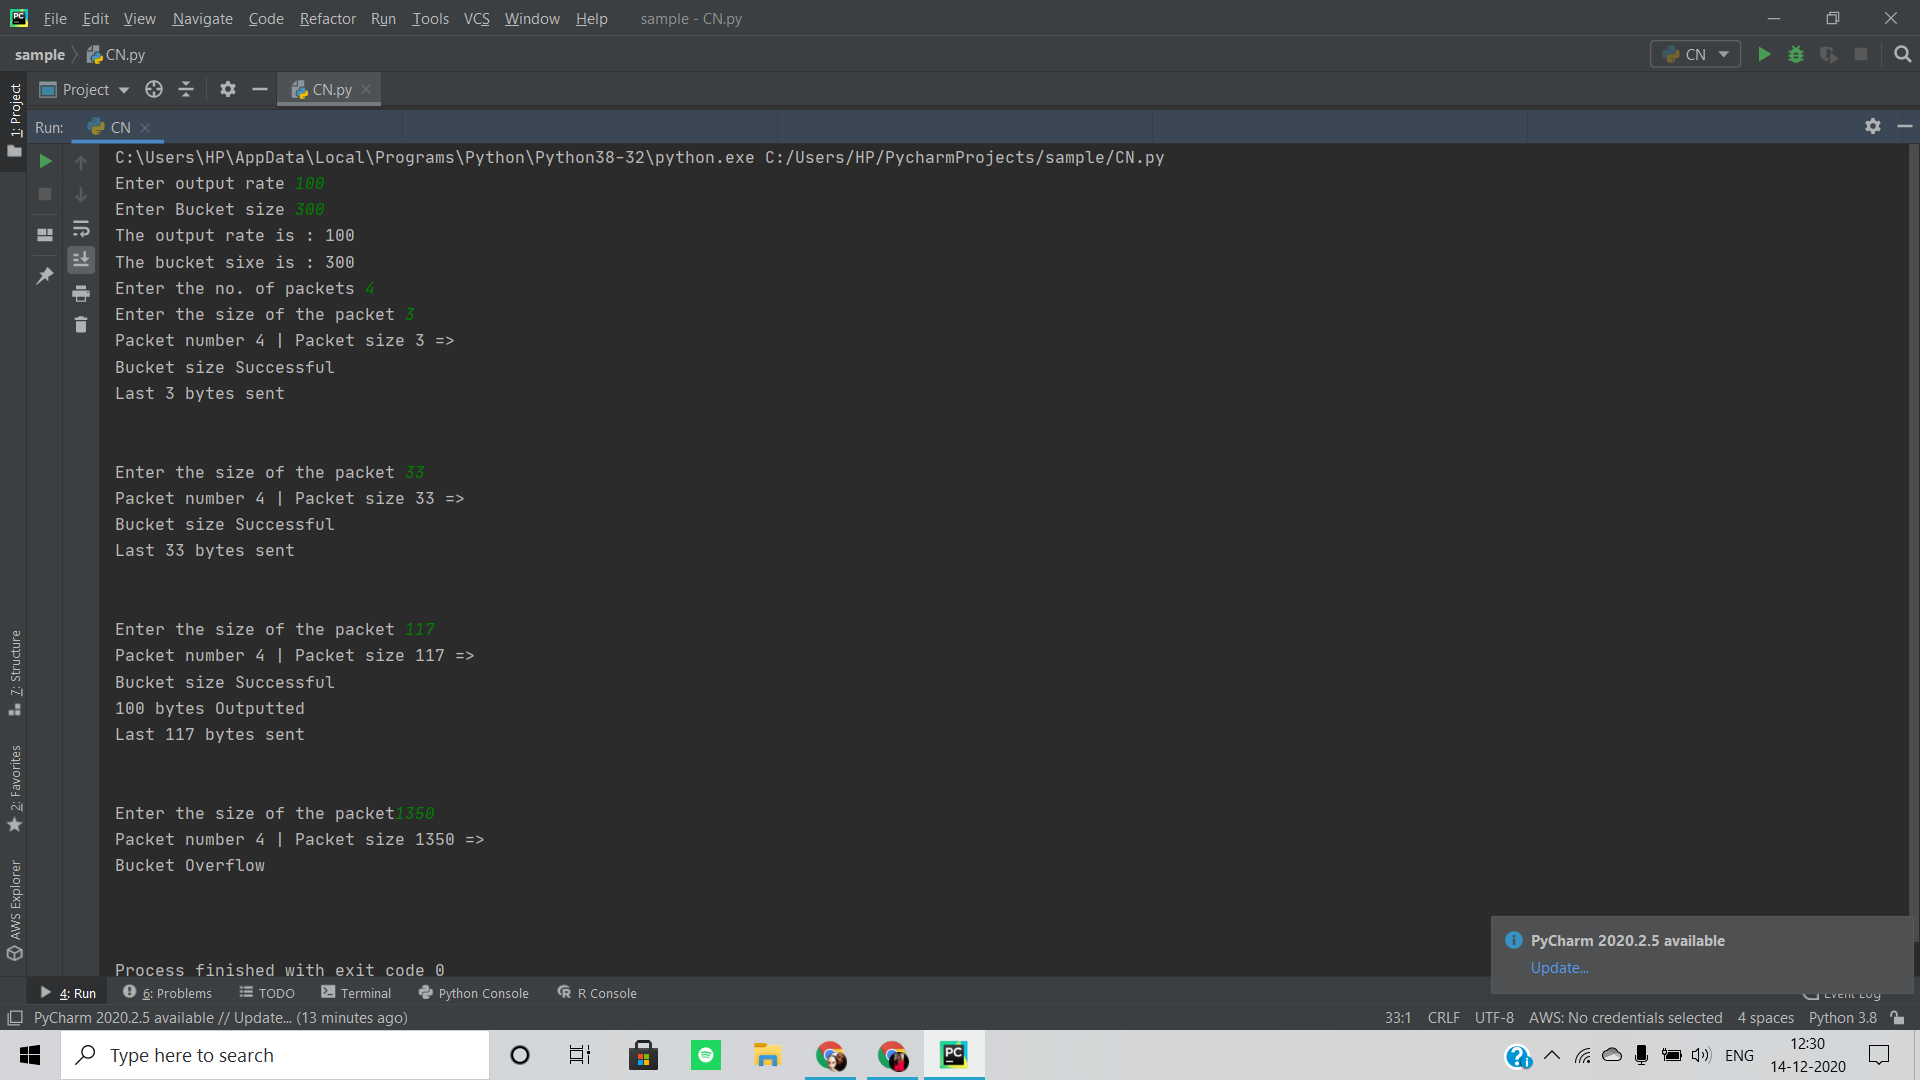 File Edit View Navigate Code Refactor Run Tools VCS Window Help sample - CN.py
sample CN.py CN
Project CN.py
Run: CN
1: Project
C:\Users\HP\AppData\Local\Programs\Python\Python38-32\python.exe C:/Users/HP/PycharmProjects/sample/CN.py
Enter output rate 100
Enter Bucket size 300
The output rate is : 100
The bucket sixe is : 300
Enter the no. of packets 4
Enter the size of the packet 3
Packet number 4 | Packet size 3 =>
Bucket size Successful
Last 3 bytes sent
Enter the size of the packet 33
Packet number 4 | Packet size 33 =>
Bucket size Successful
Last 33 bytes sent
Enter the size of the packet 117
Packet number 4 | Packet size 117 =>
Bucket size Successful
100 bytes Outputted
Last 117 bytes sent
Enter the size of the packet1350
Packet number 4 | Packet size 1350 =>
Bucket Overflow
Process finished with exit code 0
7: Structure
2: Favorites
AWS Explorer
PyCharm 2020.2.5 available
Update...
4: Run 6: Problems TODO Terminal Python Console R Console Event Log
PyCharm 2020.2.5 available // Update... (13 minutes ago) 33:1 CRLF UTF-8 AWS: No credentials selected 4 spaces Python 3.8
Type here to search ENG 12:30
14-12-2020